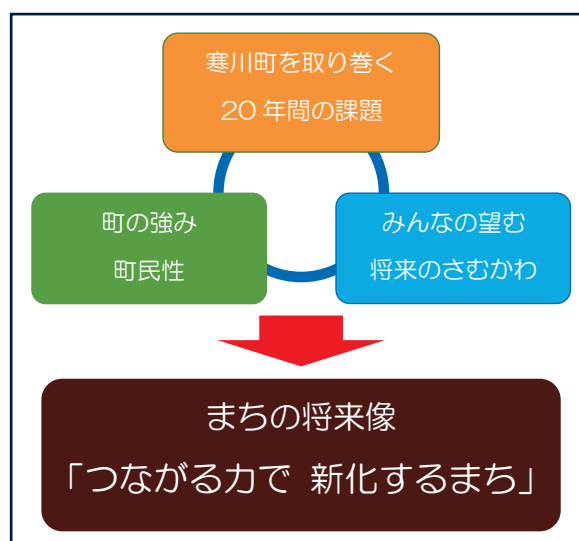 寒川町を取り巻く
20年間の課題
町の強み
町民性
みんなの望む
将来のさむかわ
まちの将来像
「つながる力で 新化するまち」